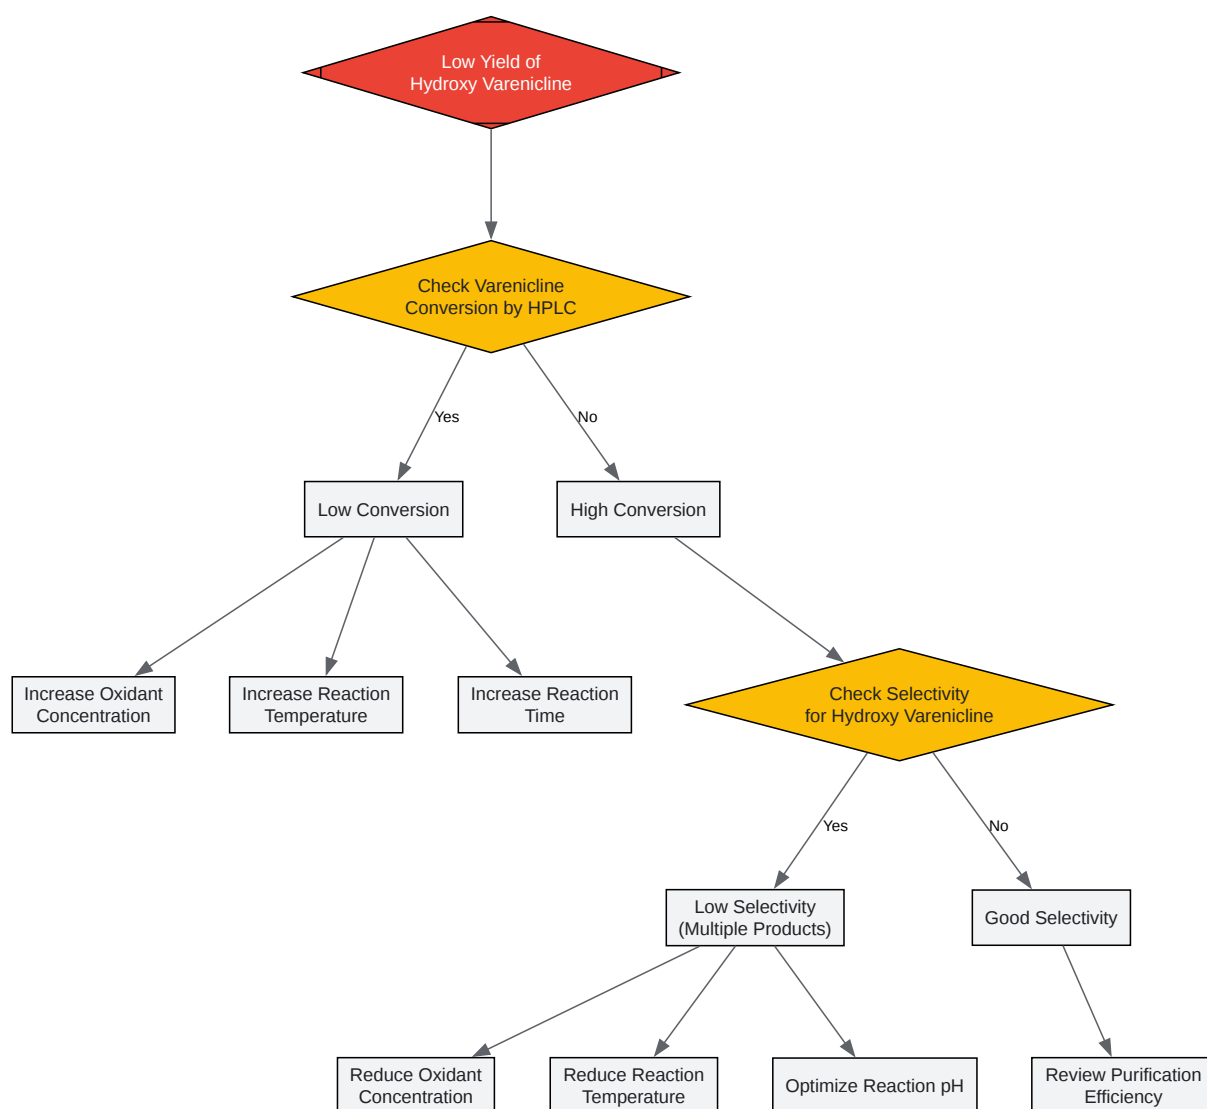 Low Yield of
Hydroxy Varenicline
Check Varenicline
Conversion by HPLC
Yes
No
Low Conversion
High Conversion
Increase Oxidant
Concentration
Increase Reaction
Temperature
Increase Reaction
Time
Check Selectivity
for Hydroxy Varenicline
Yes
No
Low Selectivity
(Multiple Products)
Good Selectivity
Reduce Oxidant
Concentration
Reduce Reaction
Temperature
Optimize Reaction pH
Review Purification
Efficiency